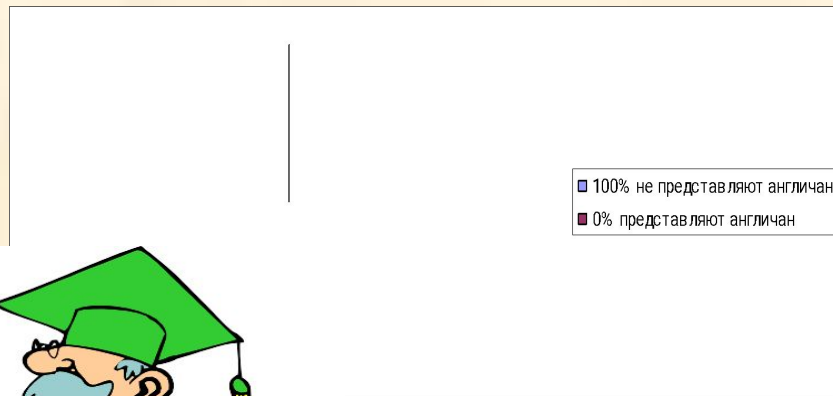 100% не представляют англичан
0% представляют англичан